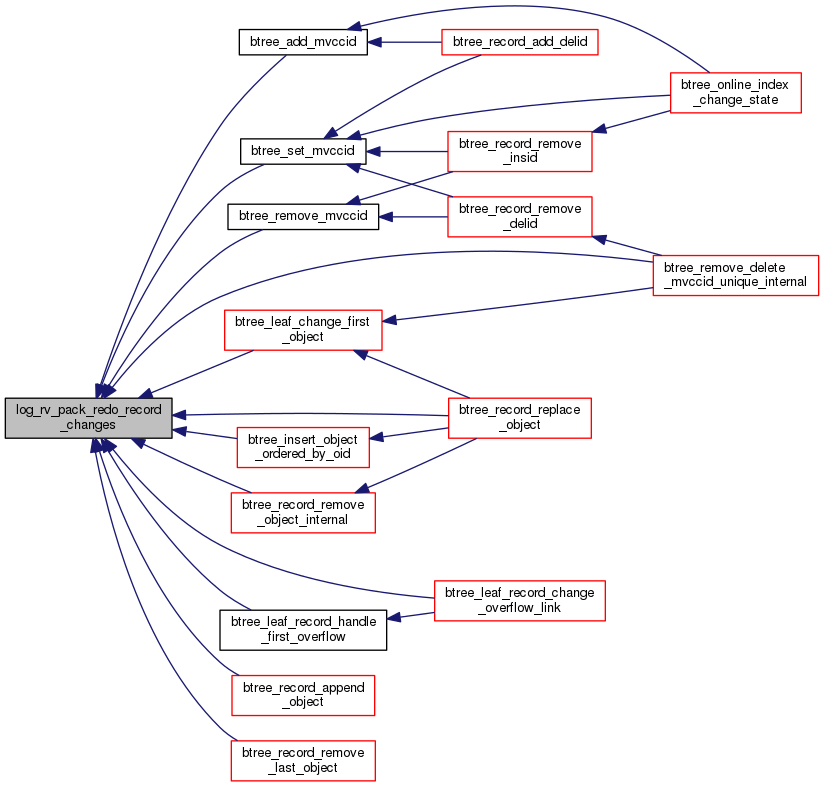 btree_add_mvccid
btree_record_add_delid
btree_online_index
_change_state
btree_set_mvccid
btree_record_remove
_insid
btree_remove_mvccid
btree_record_remove
_delid
btree_remove_delete
_mvccid_unique_internal
btree_leaf_change_first
_object
log_rv_pack_redo_record
_changes
btree_record_replace
_object
btree_insert_object
_ordered_by_oid
btree_record_remove
_object_internal
btree_leaf_record_change
_overflow_link
btree_leaf_record_handle
_first_overflow
btree_record_append
_object
btree_record_remove
_last_object